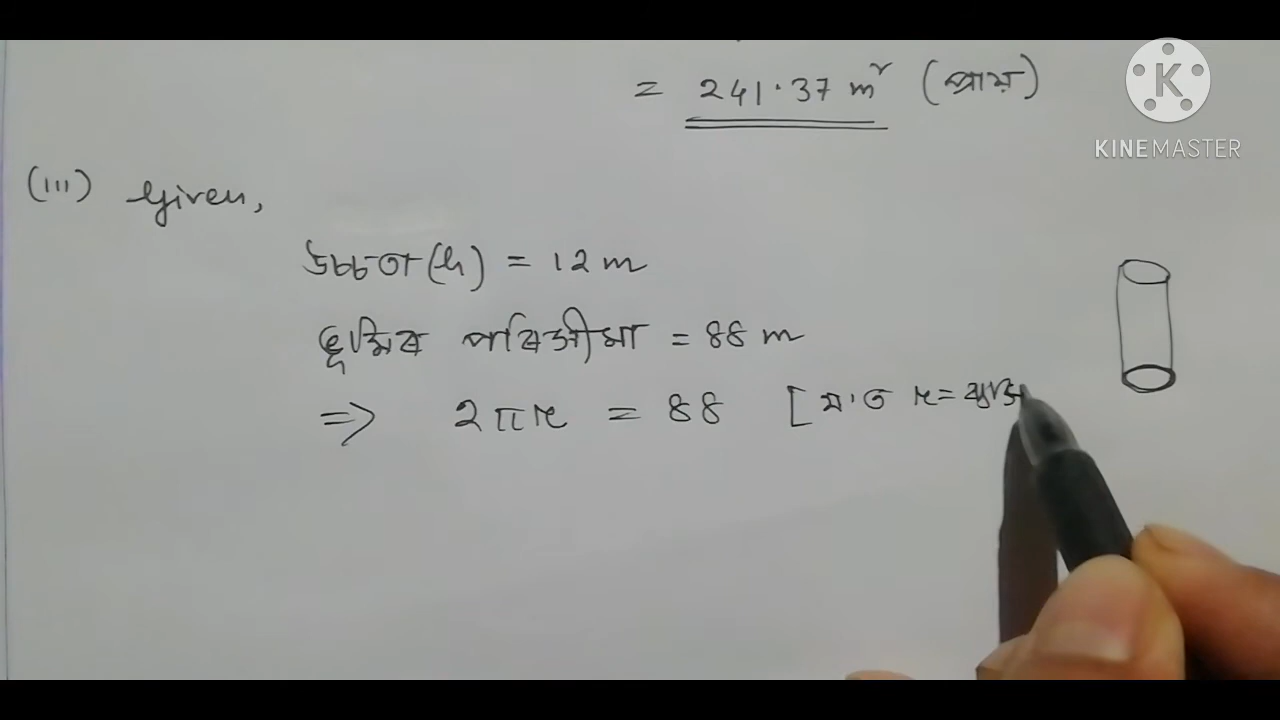 = 241.37 m² (প্ৰায়)
KINEMASTER
(iii) Given,
উচ্চতা (h) = 12 m
ভূমিৰ পৰিসীমা = 88 m
=> 2πr = 88 [য'ত r =